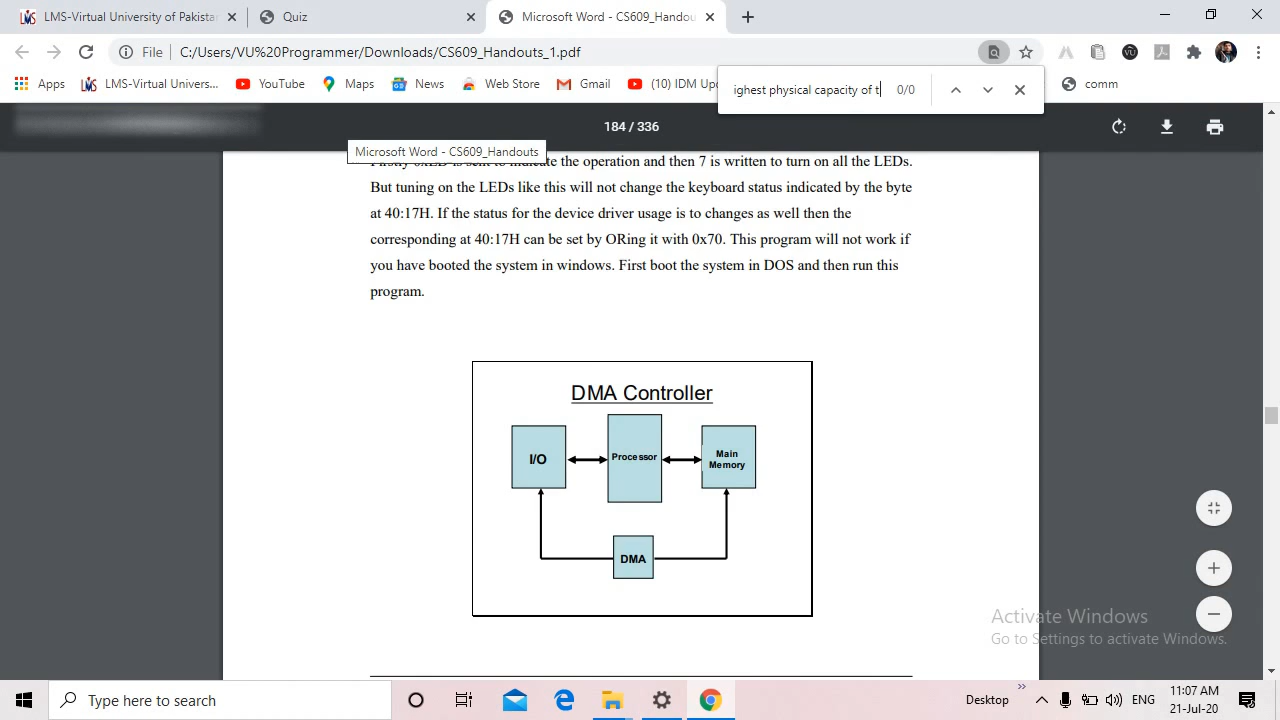 LMS-Virtual University of Pakistan
Quiz
Microsoft Word - CS609_Handou
File
C:/Users/VU%20Programmer/Downloads/CS609_Handouts_1.pdf
Apps
LMS-Virtual Univers...
YouTube
Maps
News
Web Store
Gmail
(10) IDM Up
comm
ighest physical capacity of t
0/0
184 / 336
Microsoft Word - CS609_Handouts
Firstly 0xED is sent to indicate the operation and then 7 is written to turn on all the LEDs.
But tuning on the LEDs like this will not change the keyboard status indicated by the byte
at 40:17H. If the status for the device driver usage is to changes as well then the
corresponding at 40:17H can be set by ORing it with 0x70. This program will not work if
you have booted the system in windows. First boot the system in DOS and then run this
program.
DMA Controller
I/O
Processor
Main
Memory
DMA
Activate Windows
Go to Settings to activate Windows.
Type here to search
Desktop
ENG
11:07 AM
21-Jul-20